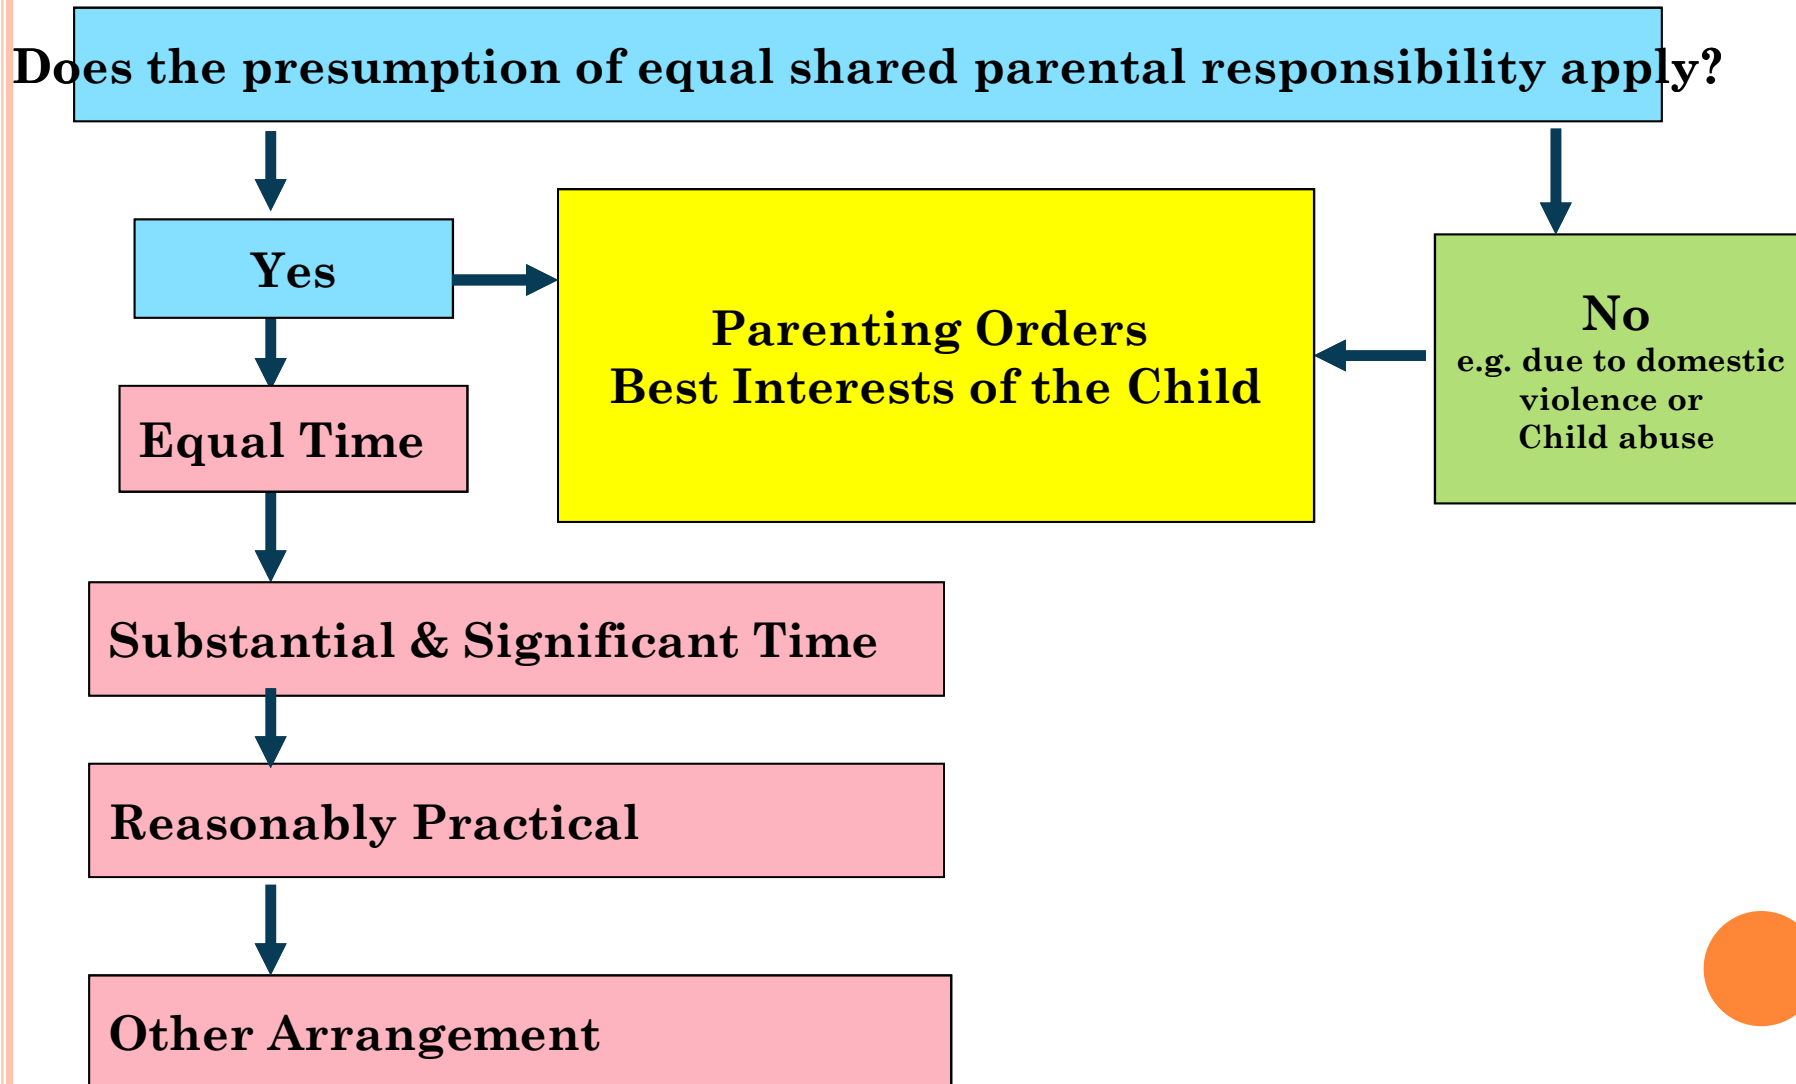 Does the presumption of equal shared parental responsibility apply?
Yes
Parenting Orders
Best Interests of the Child
No
e.g. due to domestic
violence or
Child abuse
Equal Time
Substantial & Significant Time
Reasonably Practical
Other Arrangement